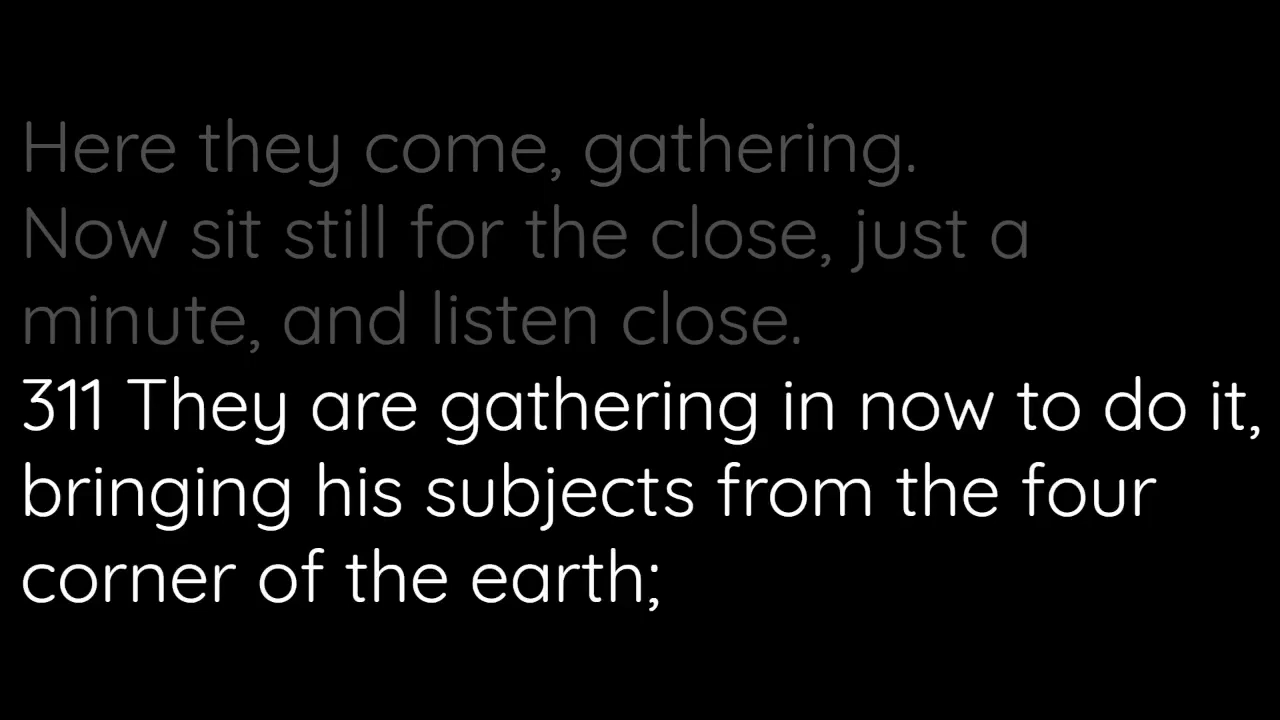 Here they come, gathering.
Now sit still for the close, just a
minute, and listen close.
311 They are gathering in now to do it,
bringing his subjects from the four
corner of the earth;